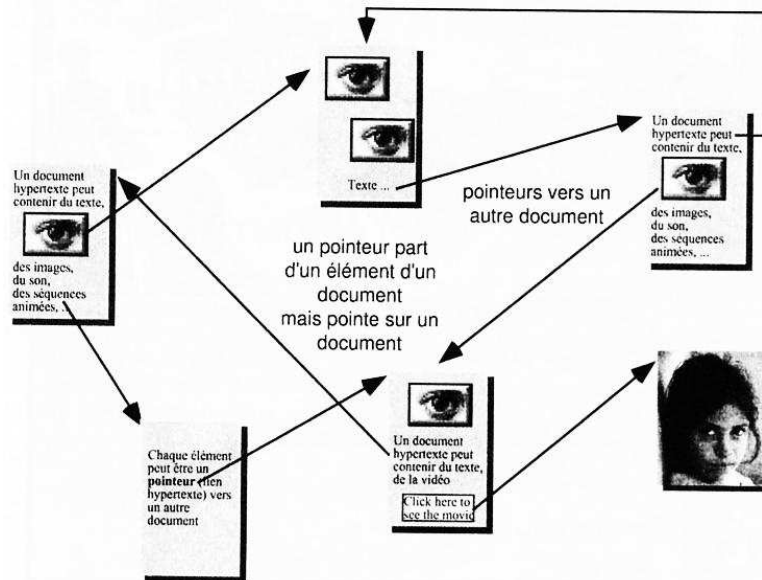 Texte ...
Un document
hypertexte peut
contenir du texte,
des images,
du son,
des séquences
animées, ...
Un document
hypertexte peut
contenir du texte,
des images,
du son,
des séquences
animées, ...
pointeurs vers un
autre document
un pointeur part
d'un élément d'un
document
mais pointe sur un
document
Chaque élément
peut être un
pointeur (lien
hypertexte) vers
un autre
document
Un document
hypertexte peut
contenir du texte,
de la vidéo
Click here to
see the movie